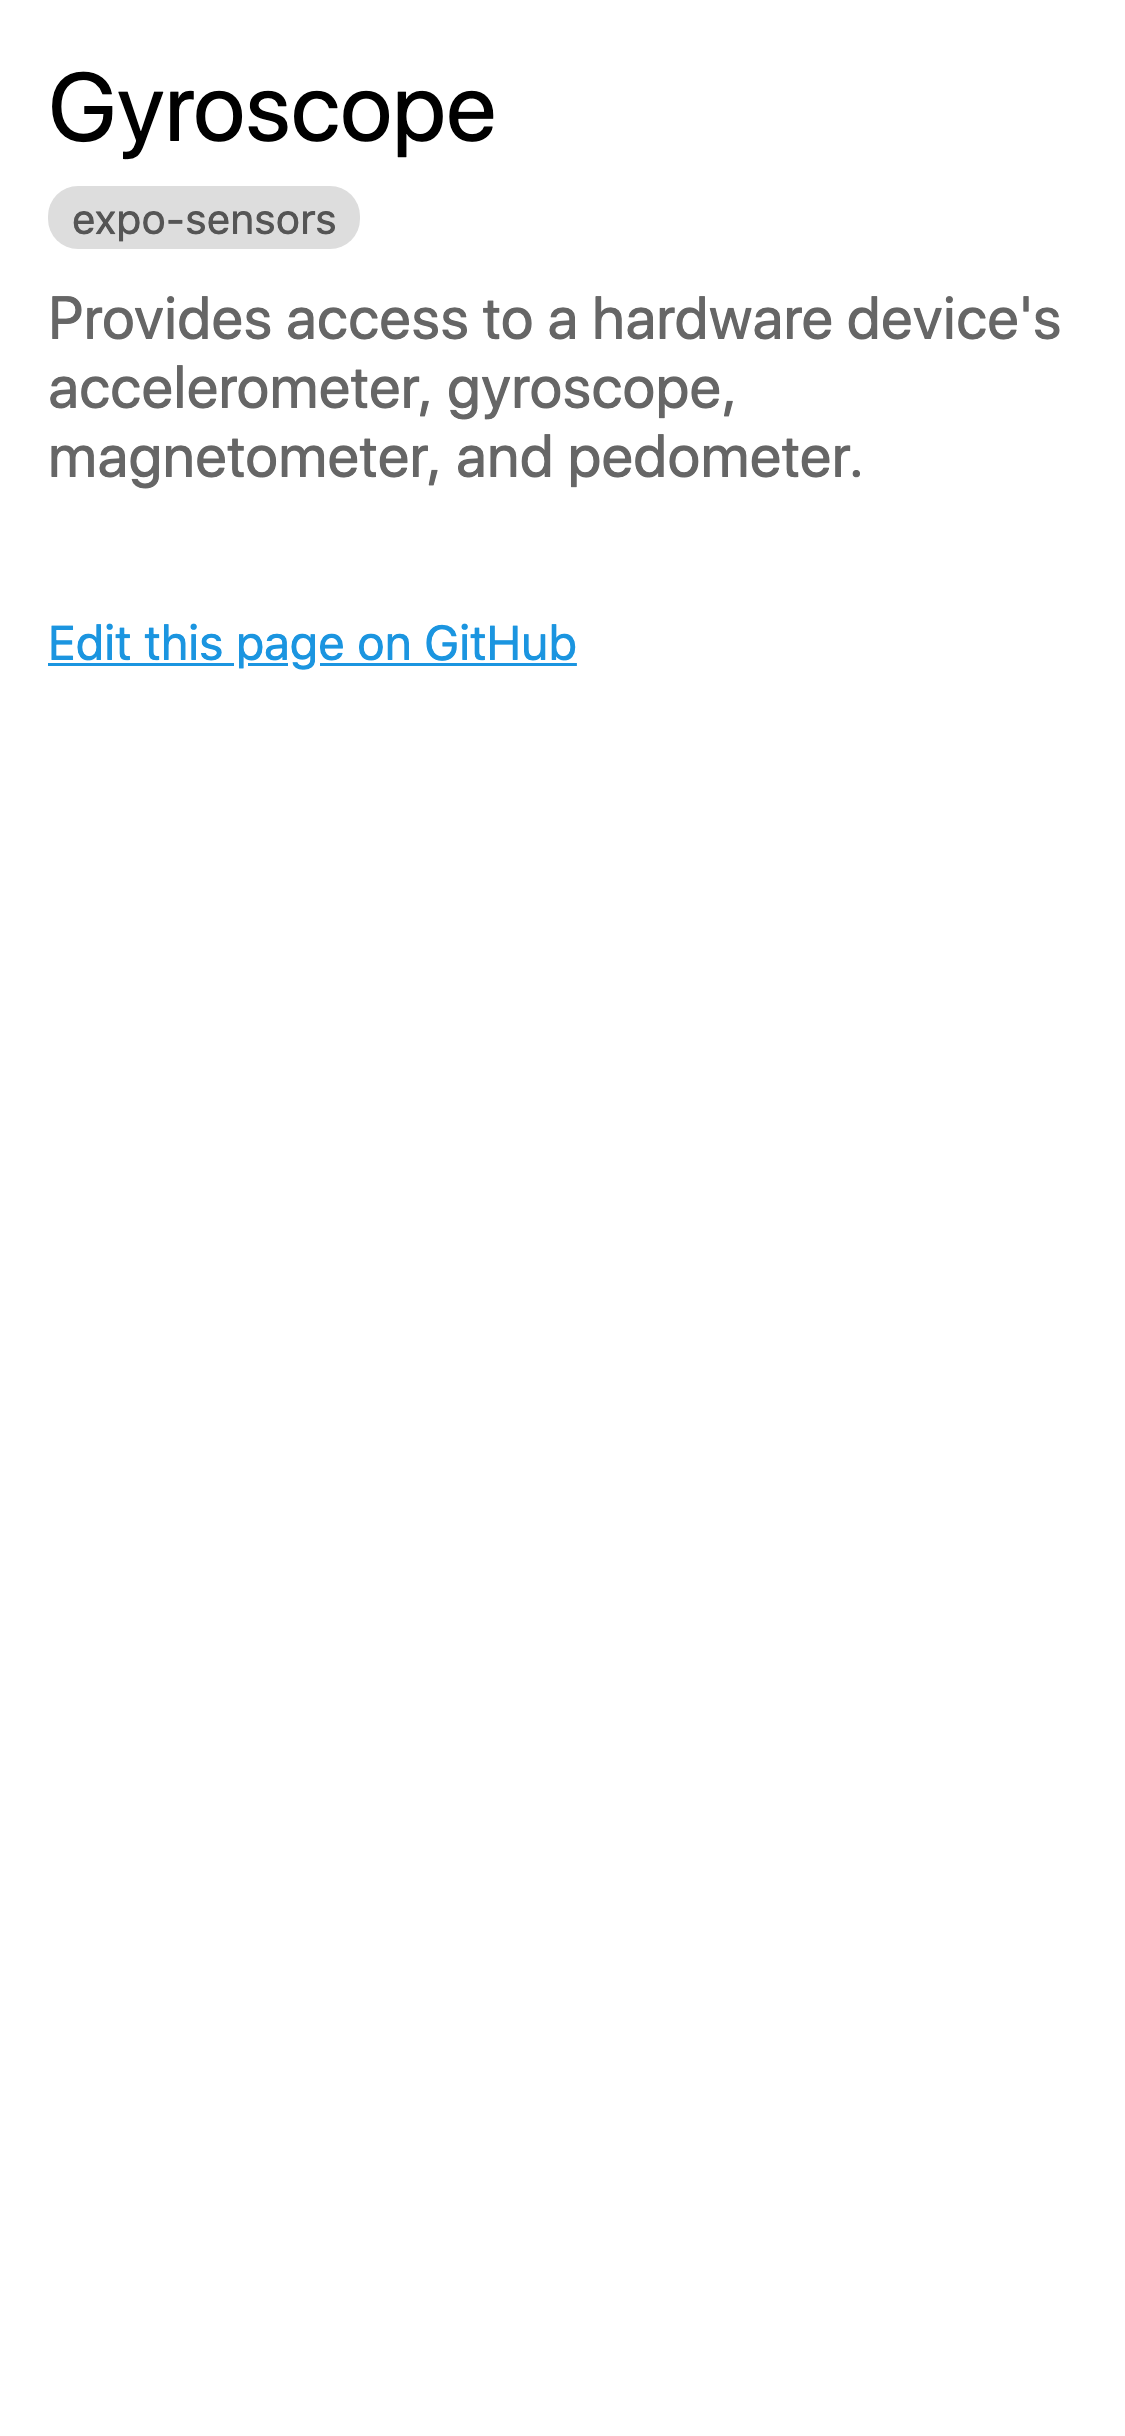 Gyroscope
expo-sensors
Provides access to a hardware device's
accelerometer, gyroscope,
magnetometer, and pedometer.
Edit this page on GitHub